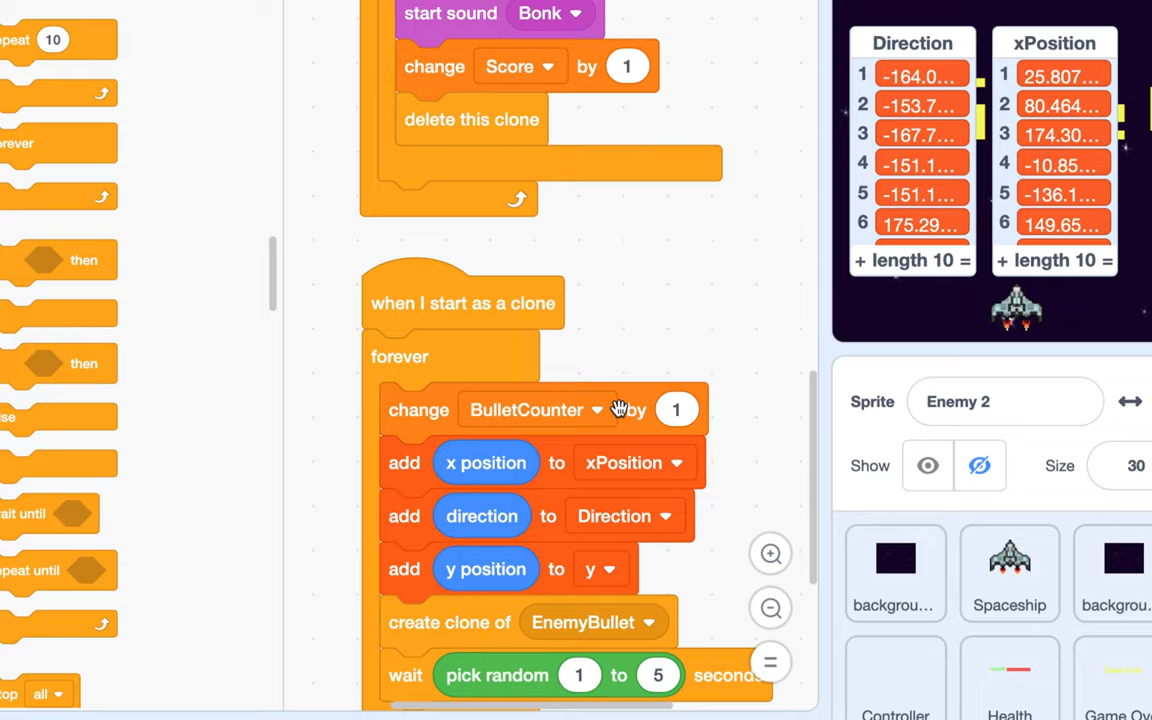 start sound Bonk
change Score by 1
delete this clone
when I start as a clone
forever
change BulletCounter by 1
add x position to xPosition
add direction to Direction
add y position to y
create clone of EnemyBullet
wait pick random 1 to 5 second
epeat 10
orever
then
then
lse
ait until
epeat until
top all
Direction
1 -164.0...
2 -153.7...
3 -167.7...
4 -151.1...
5 -151.1...
6 175.29...
+ length 10 =
xPosition
1 25.807...
2 80.464...
3 174.30...
4 -10.85...
5 -136.1...
6 149.65...
+ length 10 =
Sprite Enemy 2
Show Size 30
backgrou... Spaceship backgrou...
Controller Health Game Ov